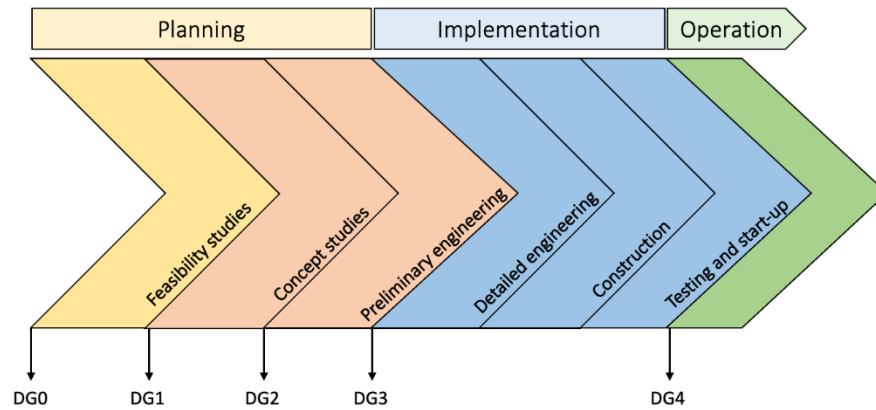 Planning
Implementation
Operation
Feasibility studies
Concept studies
Preliminary engineering
Detailed engineering
Construction
Testing and start-up
DG0
DG1
DG2
DG3
DG4